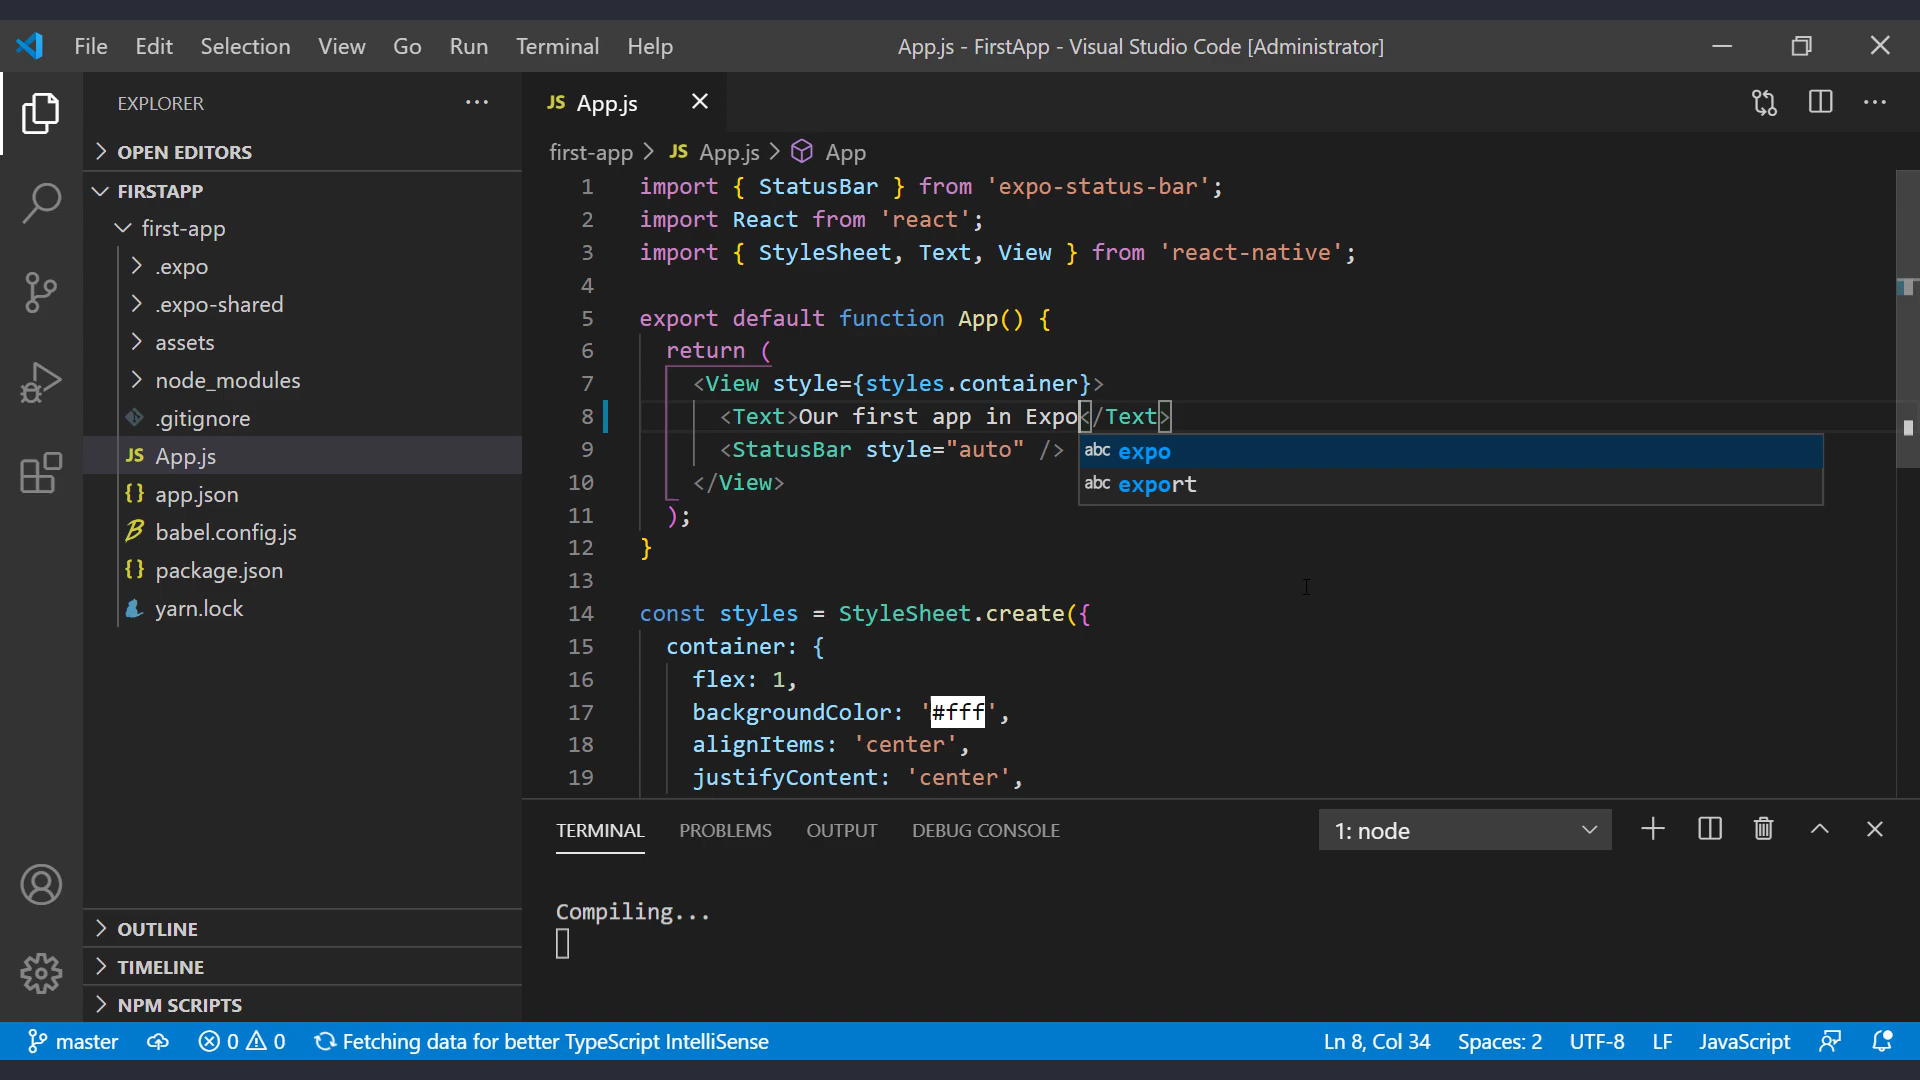 File Edit Selection View Go Run Terminal Help
App.js - FirstApp - Visual Studio Code [Administrator]
EXPLORER
OPEN EDITORS
FIRSTAPP
first-app
.expo
.expo-shared
assets
node_modules
.gitignore
JS App.js
{} app.json
babel.config.js
{} package.json
yarn.lock
OUTLINE
TIMELINE
NPM SCRIPTS
JS App.js
first-app > JS App.js > App
1 import { StatusBar } from 'expo-status-bar';
2 import React from 'react';
3 import { StyleSheet, Text, View } from 'react-native';
4
5 export default function App() {
6 return (
7 <View style={styles.container}>
8 <Text>Our first app in Expo</Text>
9 <StatusBar style="auto" />
10 </View>
11 );
12 }
13
14 const styles = StyleSheet.create({
15 container: {
16 flex: 1,
17 backgroundColor: '#fff',
18 alignItems: 'center',
19 justifyContent: 'center',
abc expo
abc export
TERMINAL PROBLEMS OUTPUT DEBUG CONSOLE
1: node
Compiling...
master 0 0 Fetching data for better TypeScript IntelliSense
Ln 8, Col 34 Spaces: 2 UTF-8 LF JavaScript